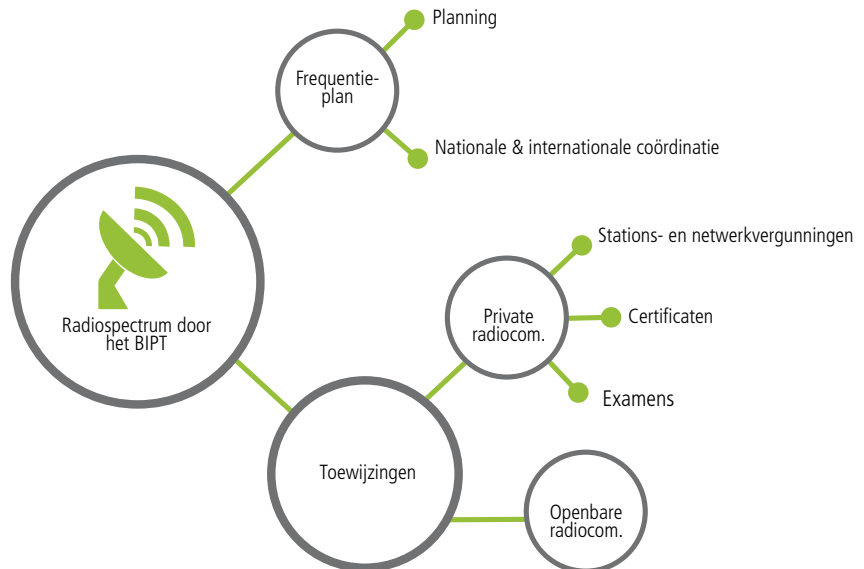 Planning
Frequentie-
plan
Nationale & internationale coördinatie
Stations- en netwerkvergunningen
Private
radiocom.
Certificaten
Radiospectrum door
het BIPT
Examens
Toewijzingen
Openbare
radiocom.